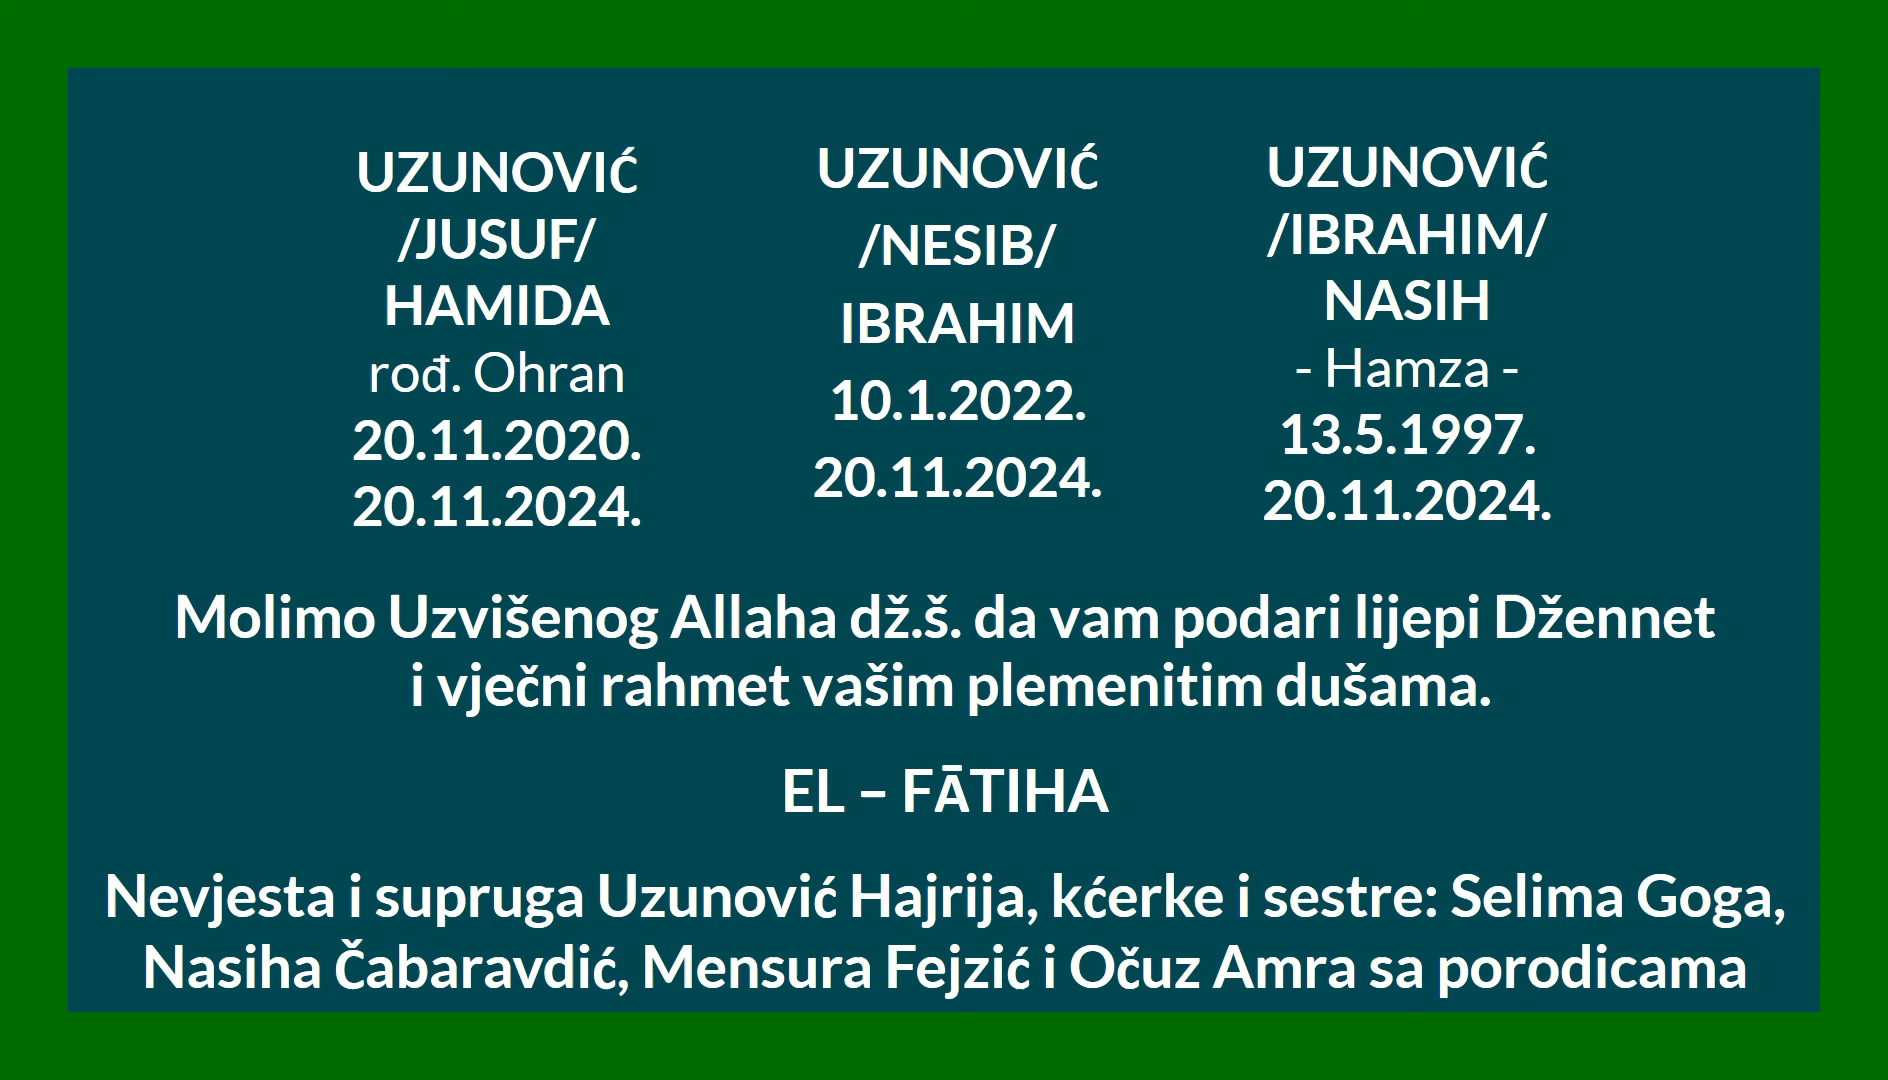 UZUNOVIĆ
/JUSUF/
HAMIDA
rođ. Ohran
20.11.2020.
20.11.2024.
UZUNOVIĆ
/NESIB/
IBRAHIM
10.1.2022.
20.11.2024.
UZUNOVIĆ
/IBRAHIM/
NASIH
- Hamza -
13.5.1997.
20.11.2024.
Molimo Uzvišenog Allaha dž.š. da vam podari lijepi Džennet
i vječni rahmet vašim plemenitim dušama.
EL – FĀTIHA
Nevjesta i supruga Uzunović Hajrija, kćerke i sestre: Selima Goga,
Nasiha Čabaravdić, Mensura Fejzić i Očuz Amra sa porodicama